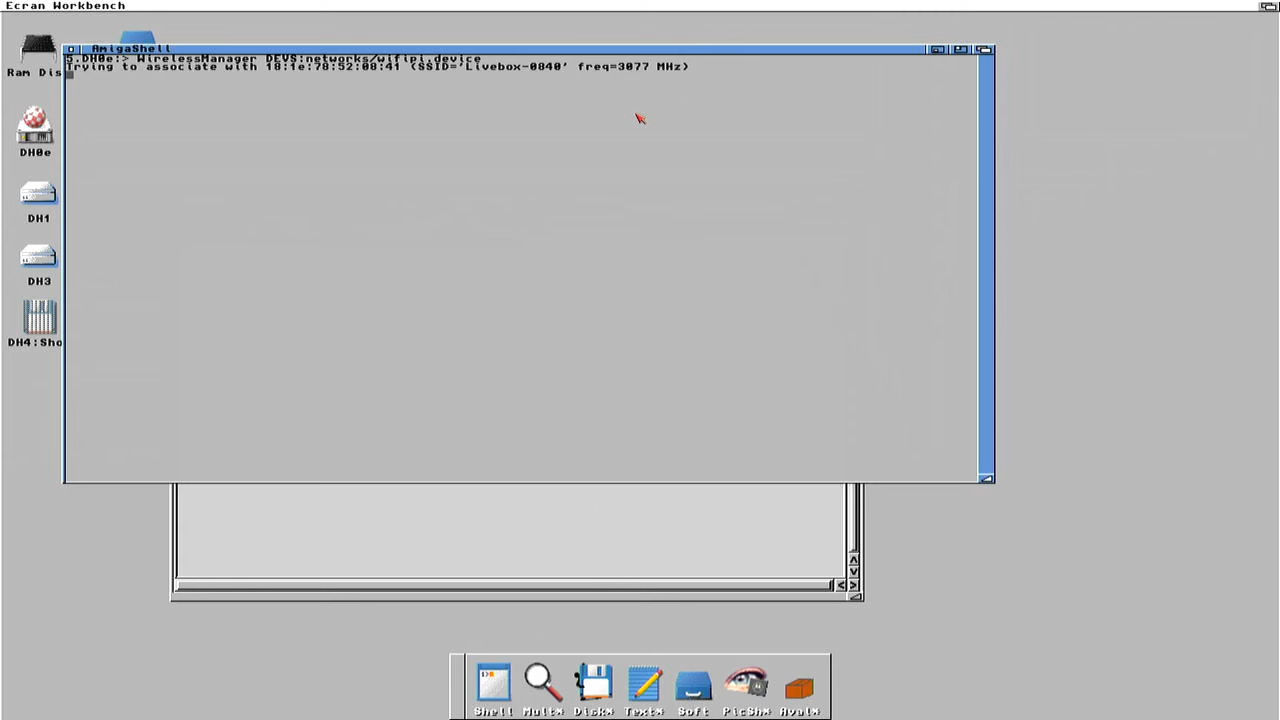 Ecran Workbench
AmigaShell
5.DH0e:> WirelessManager DEVS:networks/wifipi.device
Trying to associate with 18:1e:78:52:08:41 (SSID='Livebox-0840' freq=3077 MHz)
Ram Dis
DH0e
DH1
DH3
DH4:Sho
Shell Mult* Disk* Text* Soft PicSh* Aval*